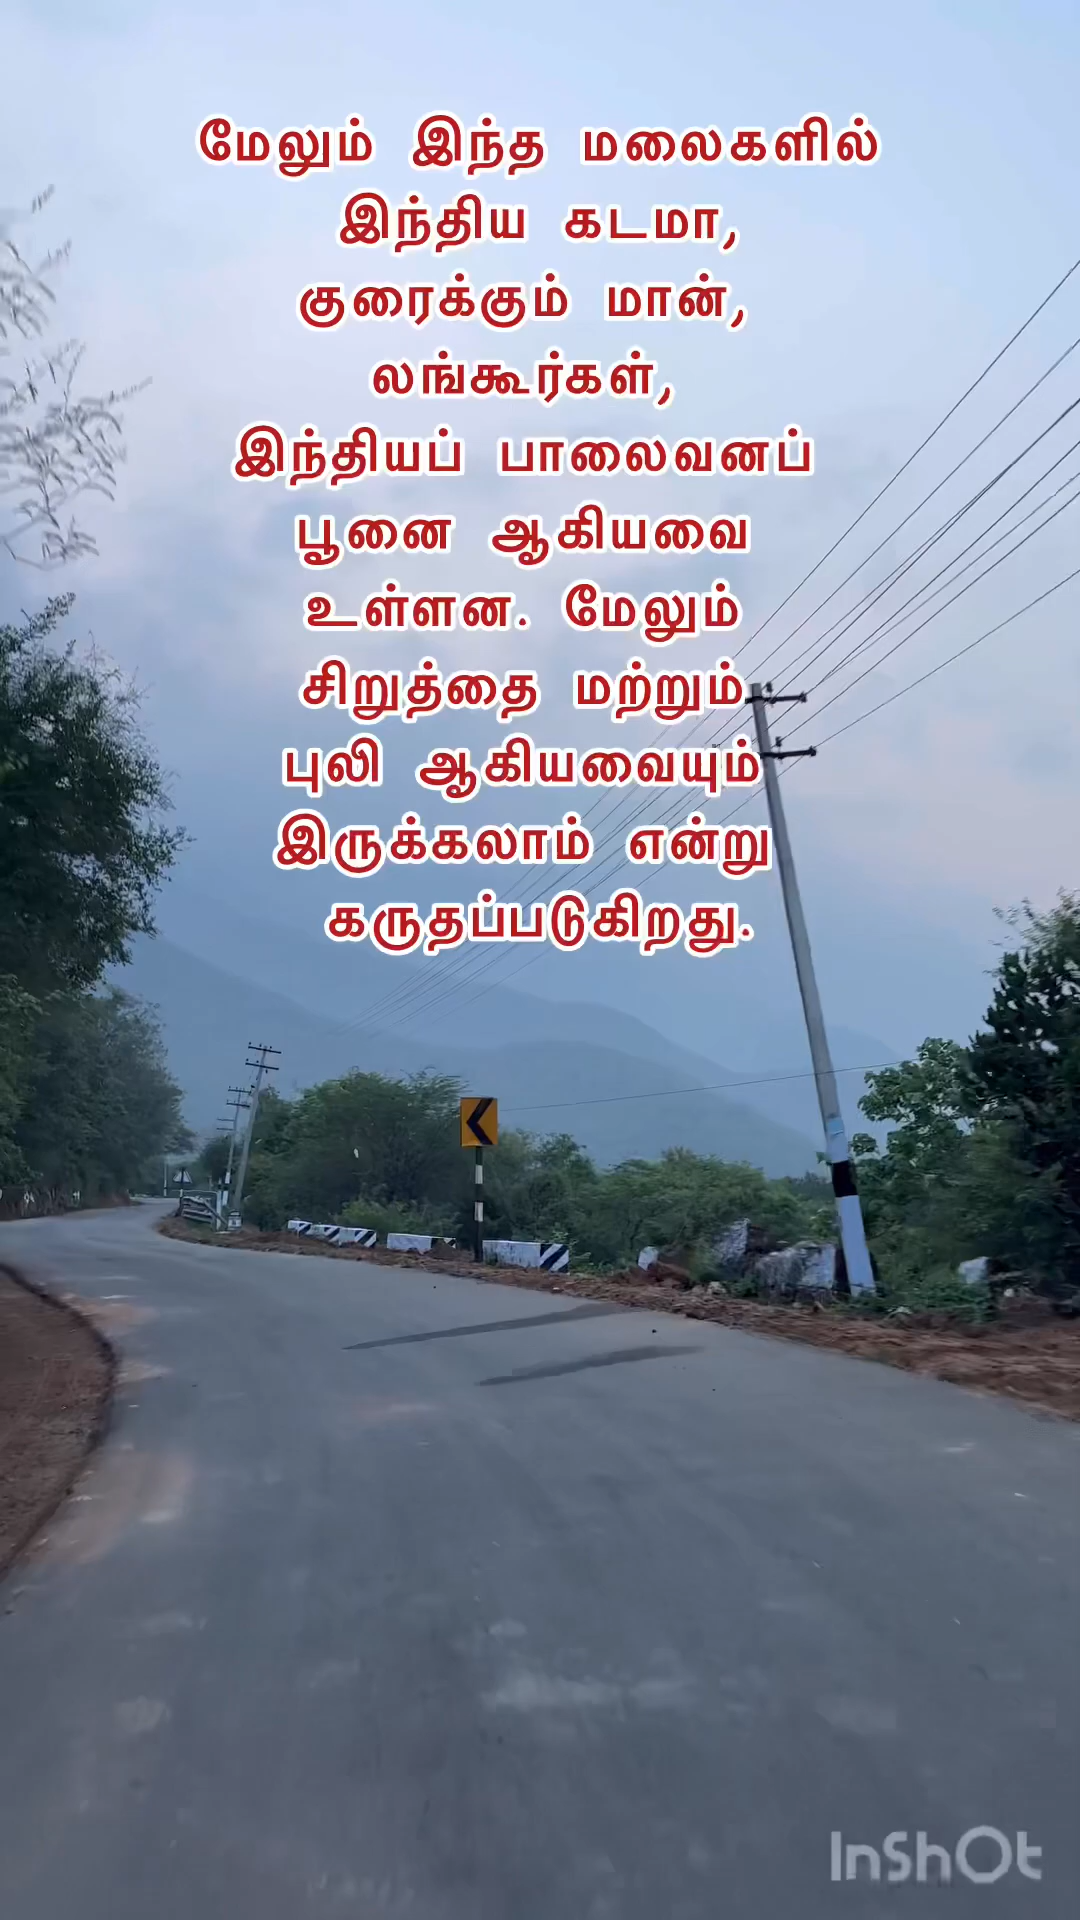 மேலும் இந்த மலைகளில்
இந்திய கடமா,
குரைக்கும் மான்,
லங்கூர்கள்,
இந்தியப் பாலைவனப்
பூனை ஆகியவை
உள்ளன. மேலும்
சிறுத்தை மற்றும்
புலி ஆகியவையும்
இருக்கலாம் என்று
கருதப்படுகிறது.
InShOt